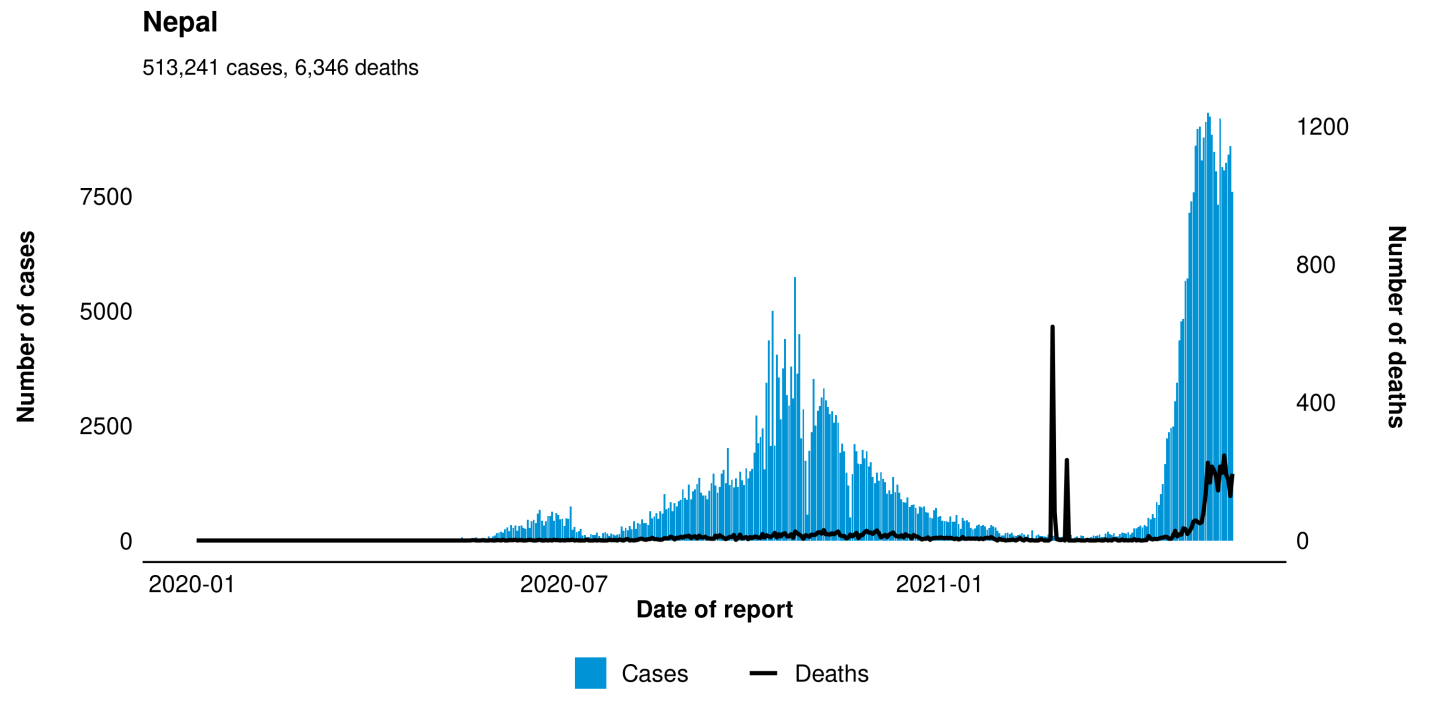 Nepal
513,241 cases, 6,346 deaths
1200
7500
800
5000
400
2500
0
0
Number of cases
Number of deaths
2020-01
2020-07
2021-01
Date of report
Cases
Deaths